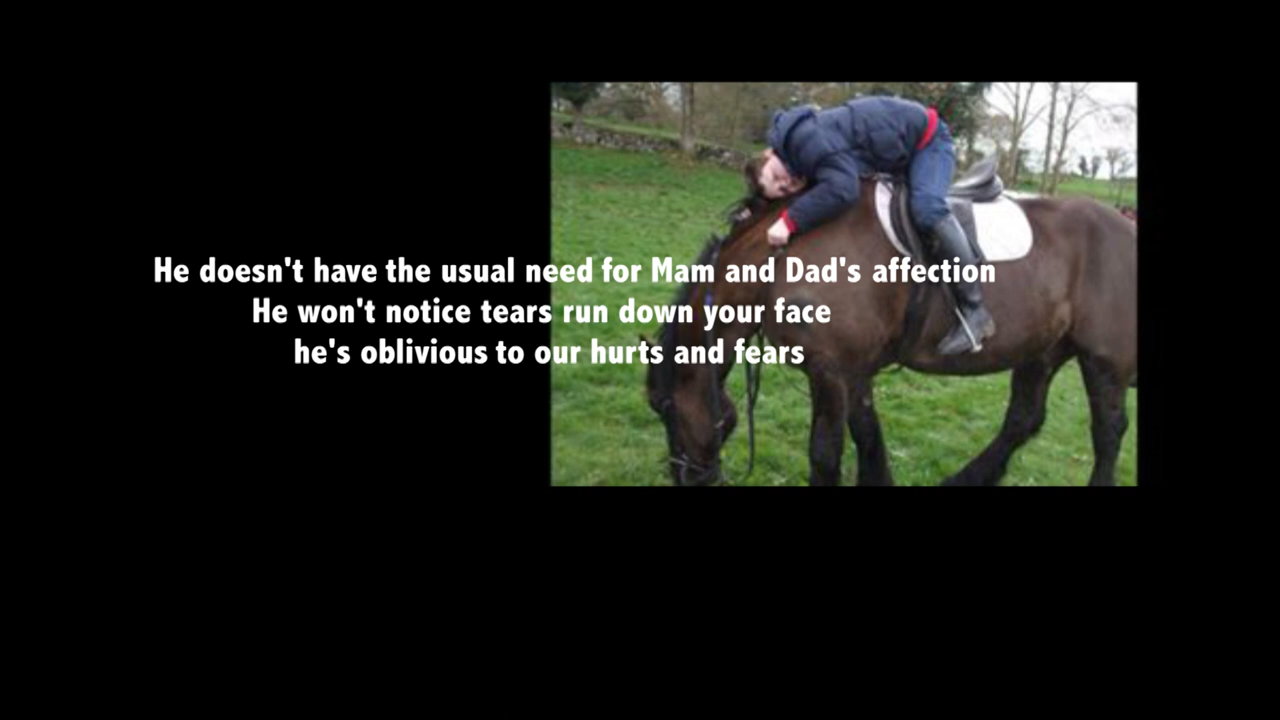 He doesn't have the usual need for Mam and Dad's affection
He won't notice tears run down your face
he's oblivious to our hurts and fears